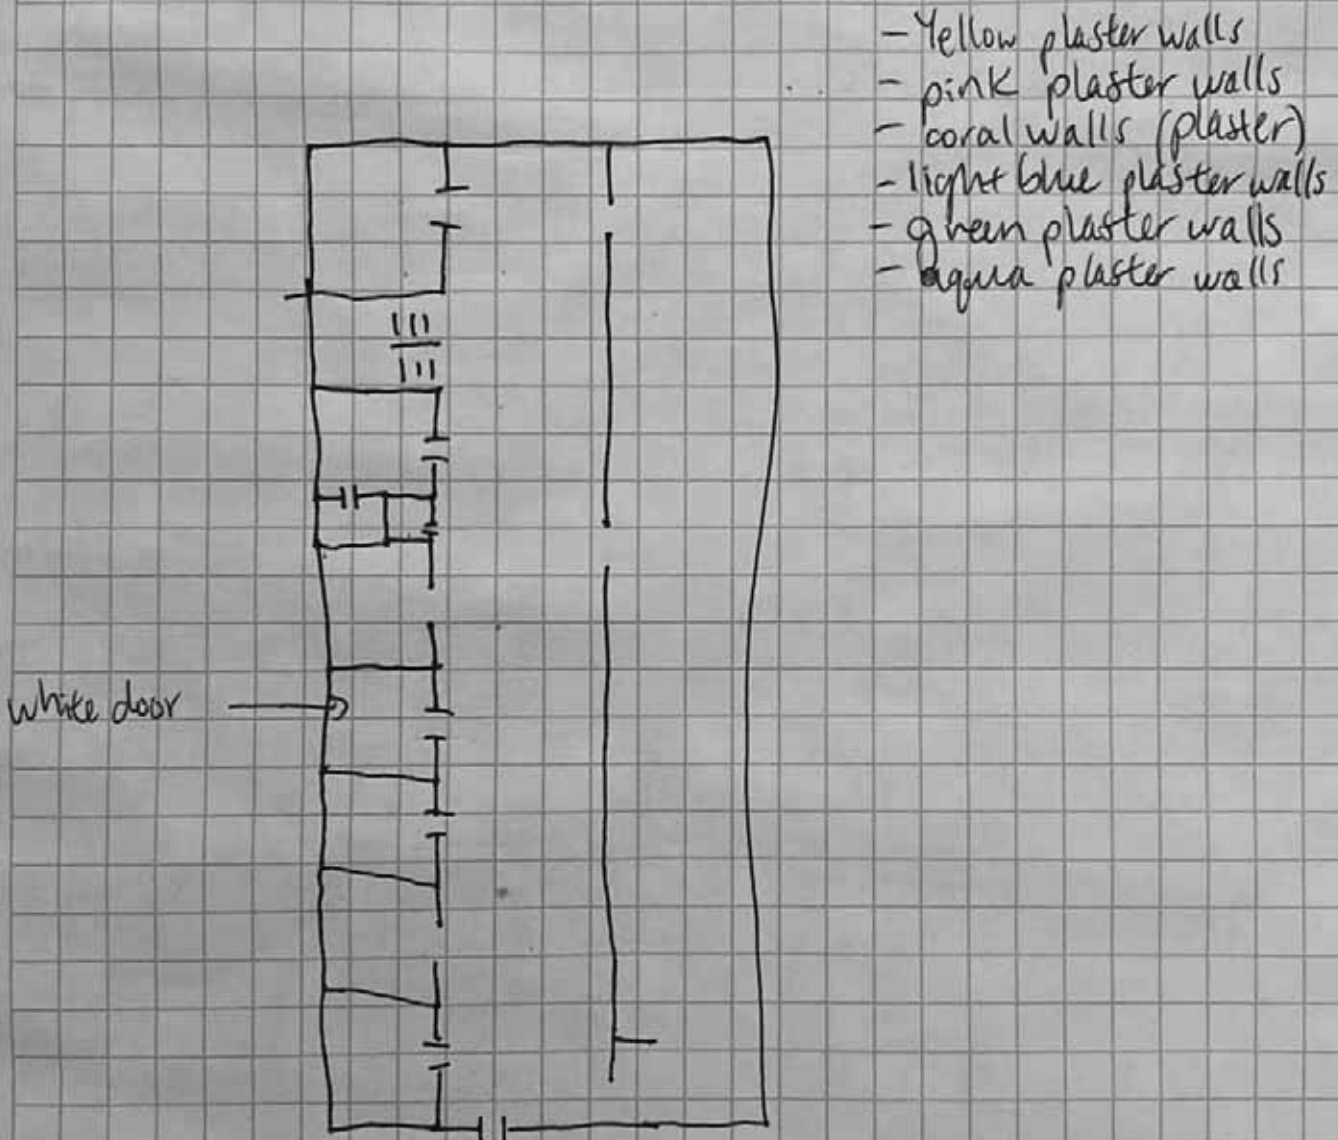 - Yellow plaster walls
- pink plaster walls
- coral walls (plaster)
- light blue plaster walls
- green plaster walls
- aqua plaster walls
white door